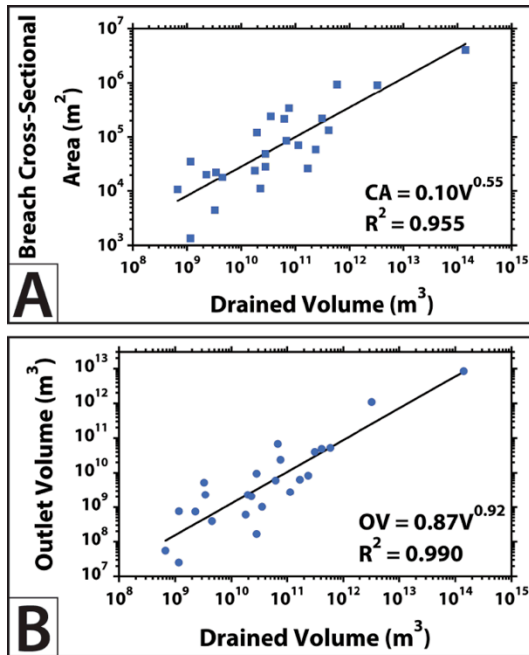 Breach Cross-Sectional
Area (m²)
10⁷
10⁶
10⁵
10⁴
10³
CA = 0.10V^0.55
R² = 0.955
10⁸ 10⁹ 10¹⁰ 10¹¹ 10¹² 10¹³ 10¹⁴ 10¹⁵
Drained Volume (m³)
A
Outlet Volume (m³)
10¹³
10¹²
10¹¹
10¹⁰
10⁹
10⁸
10⁷
OV = 0.87V^0.92
R² = 0.990
10⁸ 10⁹ 10¹⁰ 10¹¹ 10¹² 10¹³ 10¹⁴ 10¹⁵
Drained Volume (m³)
B